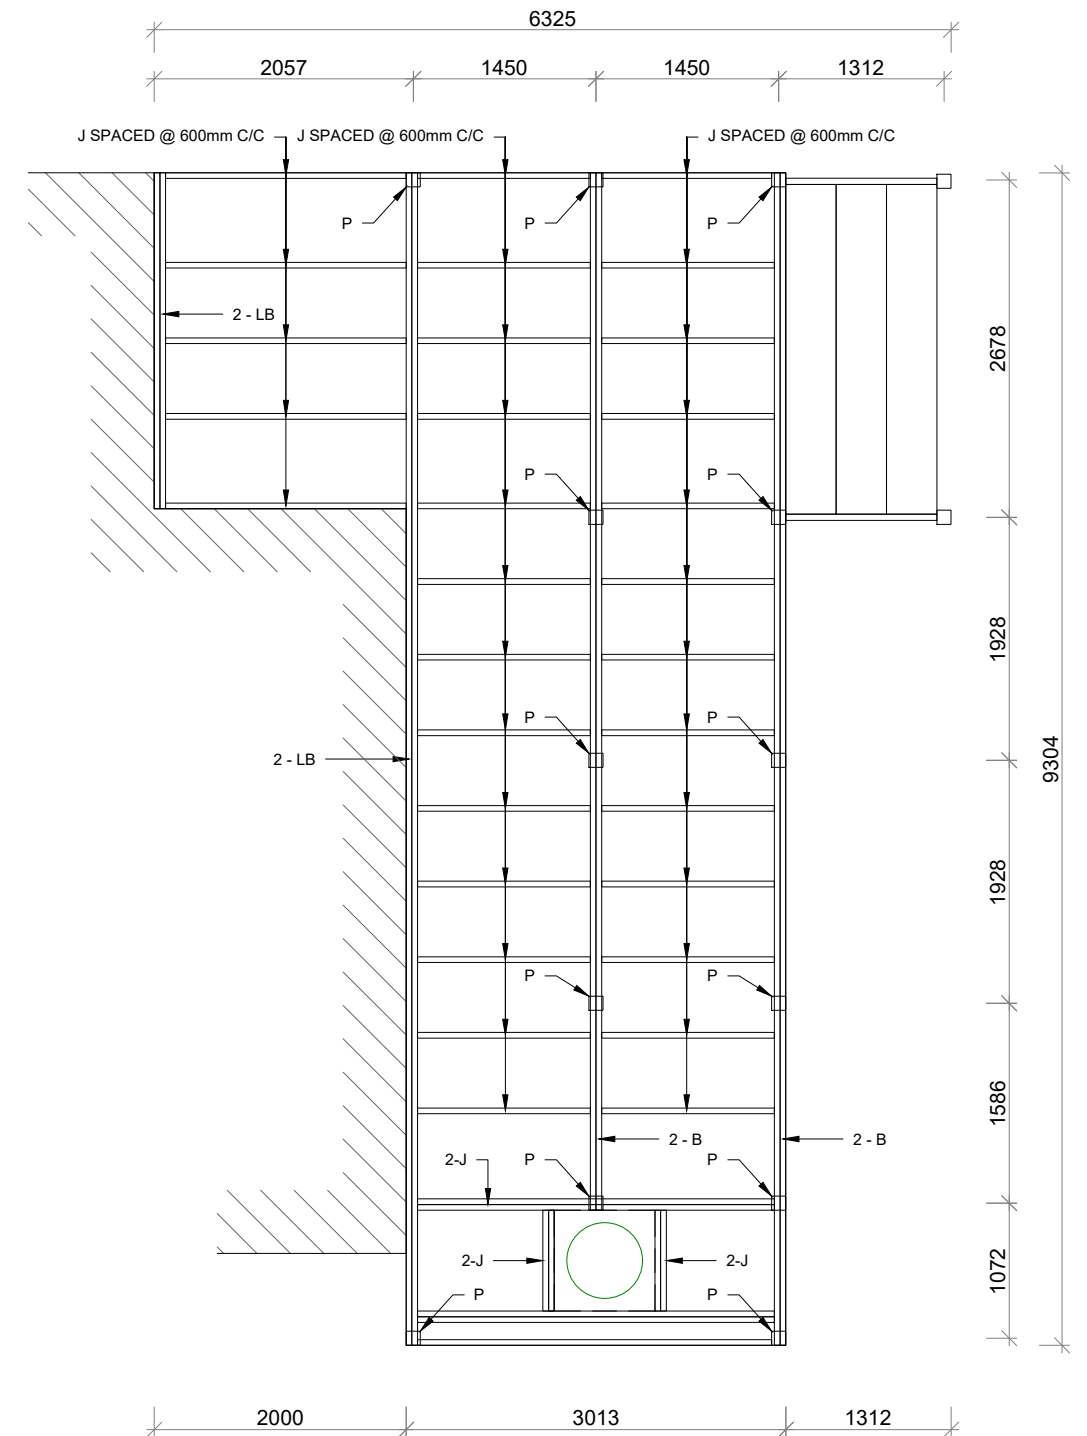 6325
2057 1450 1450 1312
J SPACED @ 600mm C/C J SPACED @ 600mm C/C J SPACED @ 600mm C/C
P P P
2 - LB
2678
P P
1928
P P
2 - LB
9304
1928
P P
1586
2 - B 2 - B
2-J P P
2-J 2-J
1072
P P
2000 3013 1312